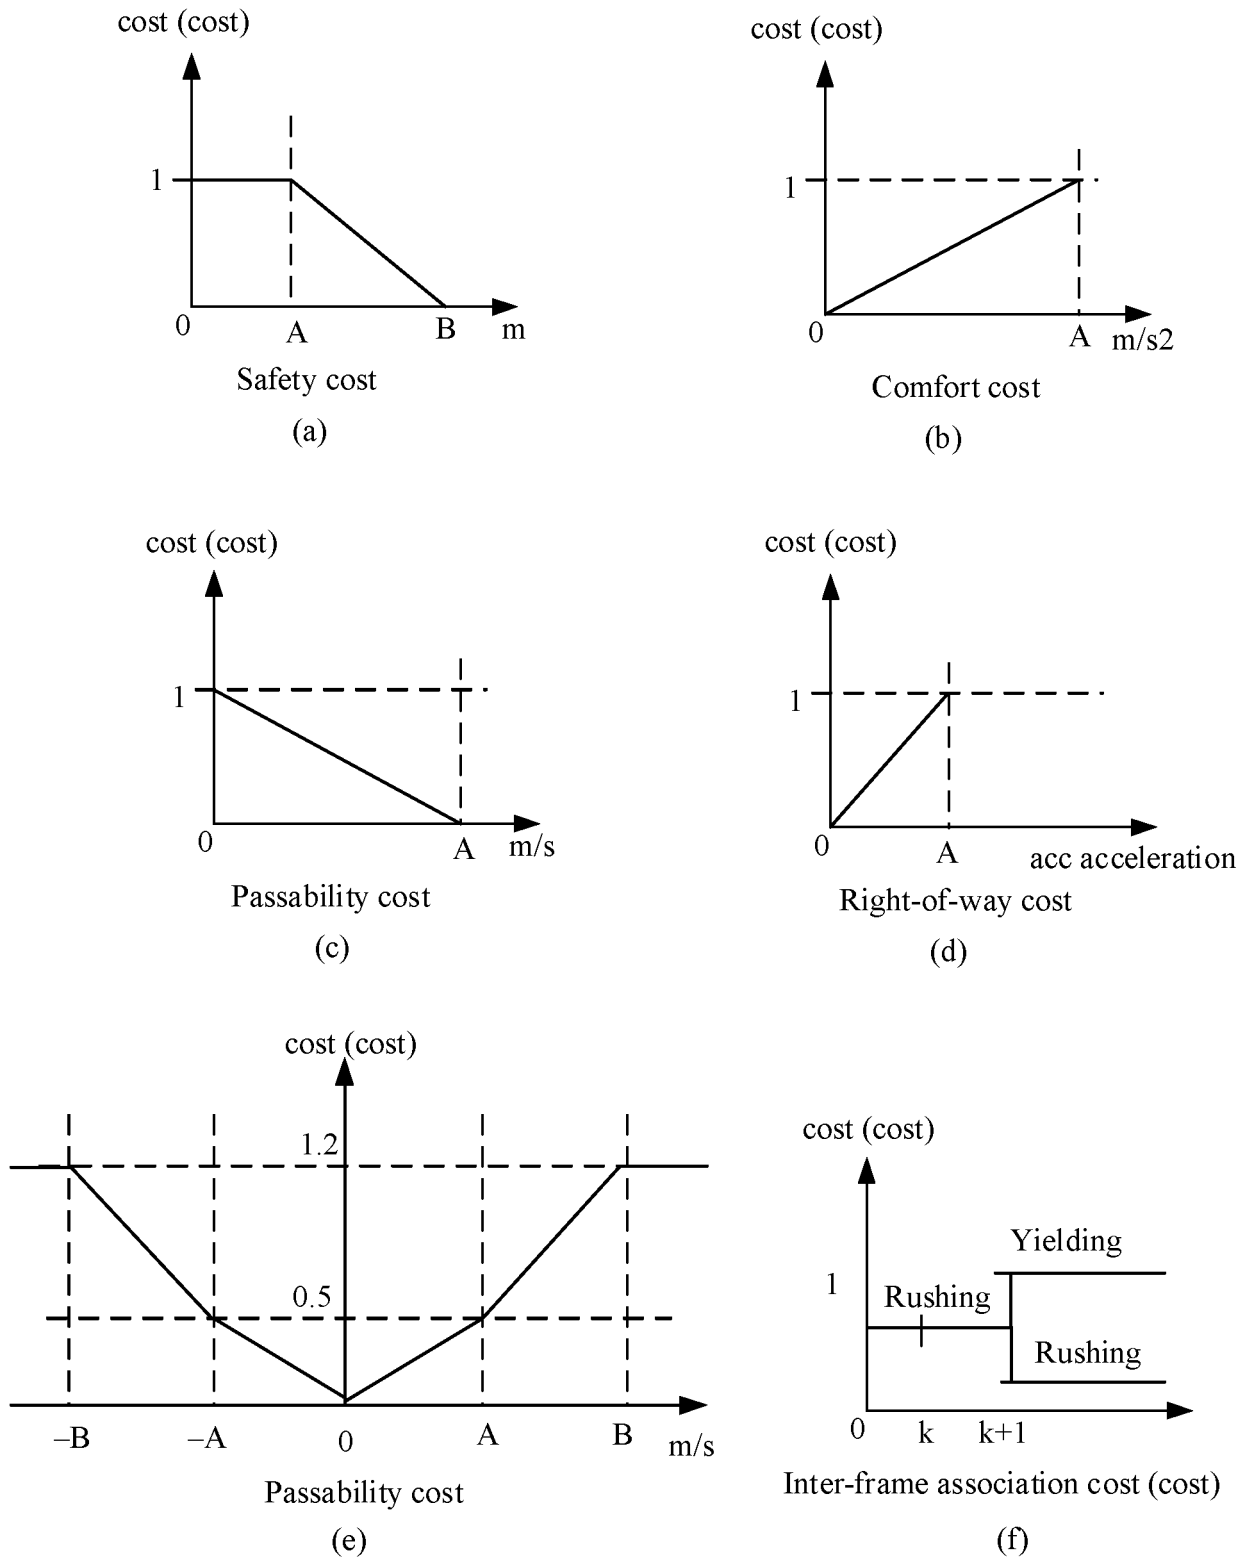 cost (cost)
1
0
A
B
m
Safety cost
(a)
cost (cost)
1
0
A
m/s2
Comfort cost
(b)
cost (cost)
1
0
A
m/s
Passability cost
(c)
cost (cost)
1
0
A
acc acceleration
Right-of-way cost
(d)
cost (cost)
1.2
0.5
–B
–A
0
A
B
m/s
Passability cost
(e)
cost (cost)
Yielding
1
Rushing
Rushing
0
k
k+1
Inter-frame association cost (cost)
(f)